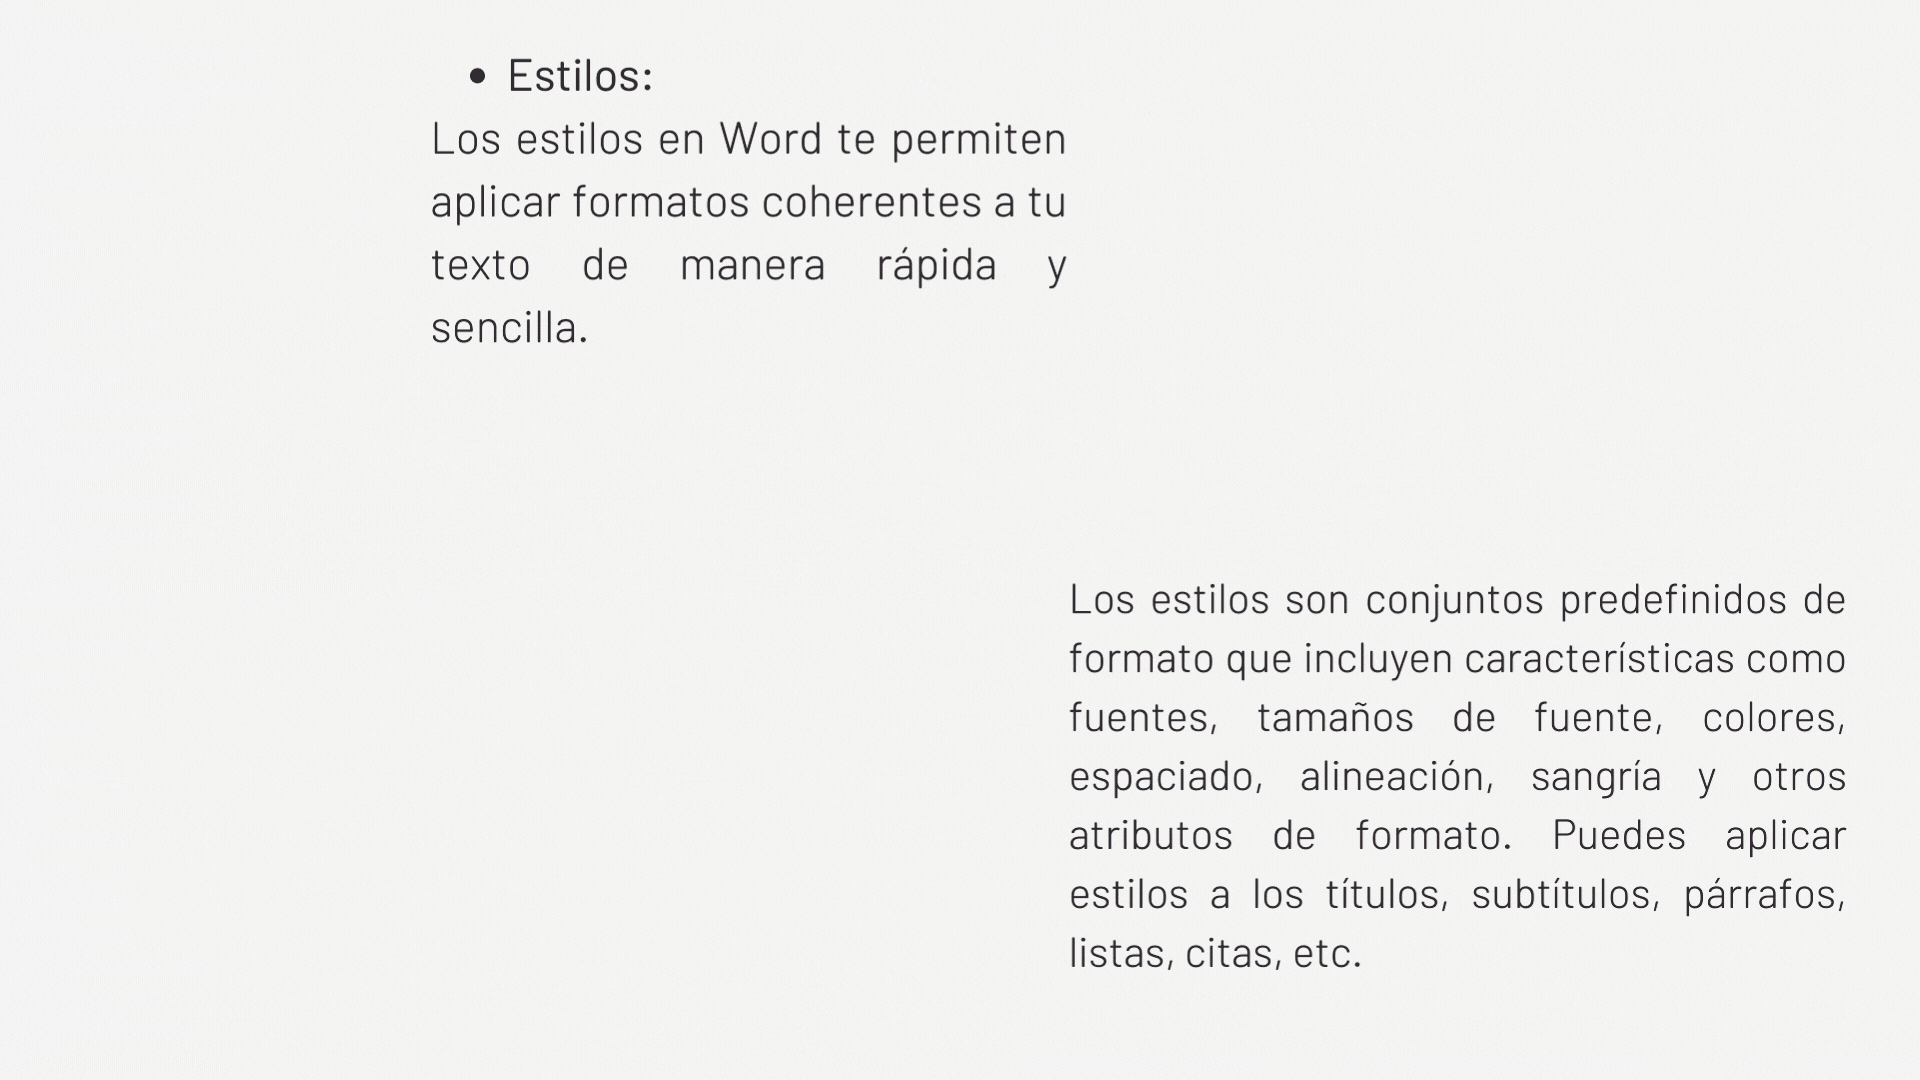 • Estilos:
Los estilos en Word te permiten
aplicar formatos coherentes a tu
texto de manera rápida y
sencilla.
Los estilos son conjuntos predefinidos de
formato que incluyen características como
fuentes, tamaños de fuente, colores,
espaciado, alineación, sangría y otros
atributos de formato. Puedes aplicar
estilos a los títulos, subtítulos, párrafos,
listas, citas, etc.